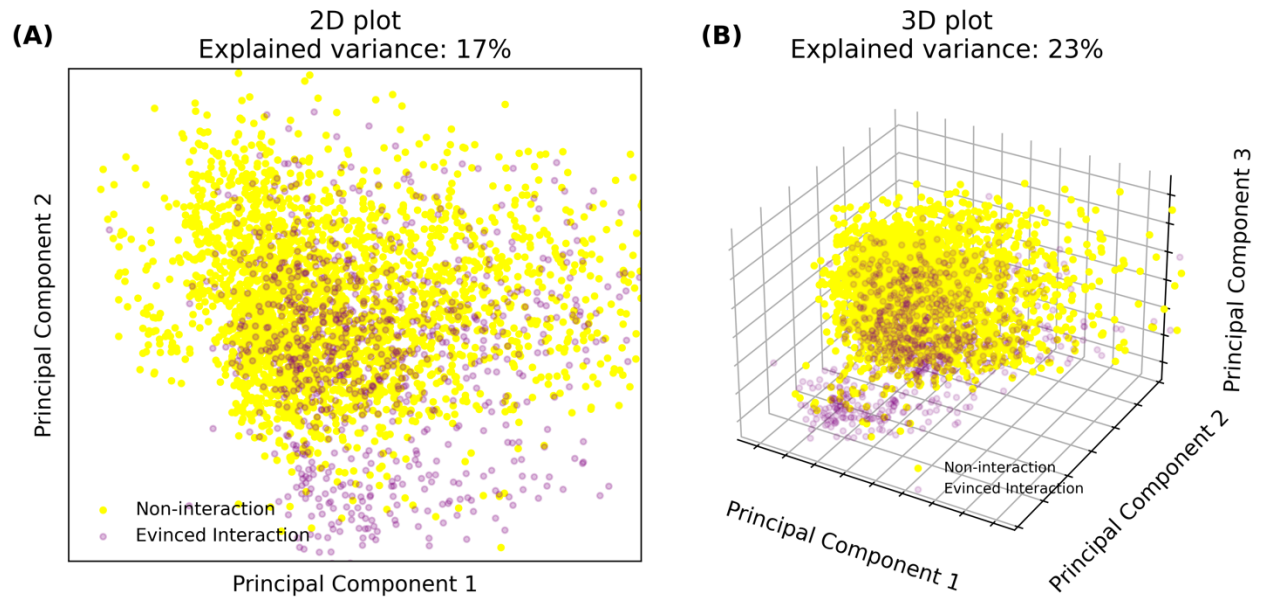 (A)
2D plot
Explained variance: 17%
Principal Component 2
Non-interaction
Evinced Interaction
Principal Component 1
(B)
3D plot
Explained variance: 23%
Principal Component 3
Non-interaction
Evinced Interaction
Principal Component 1
Principal Component 2